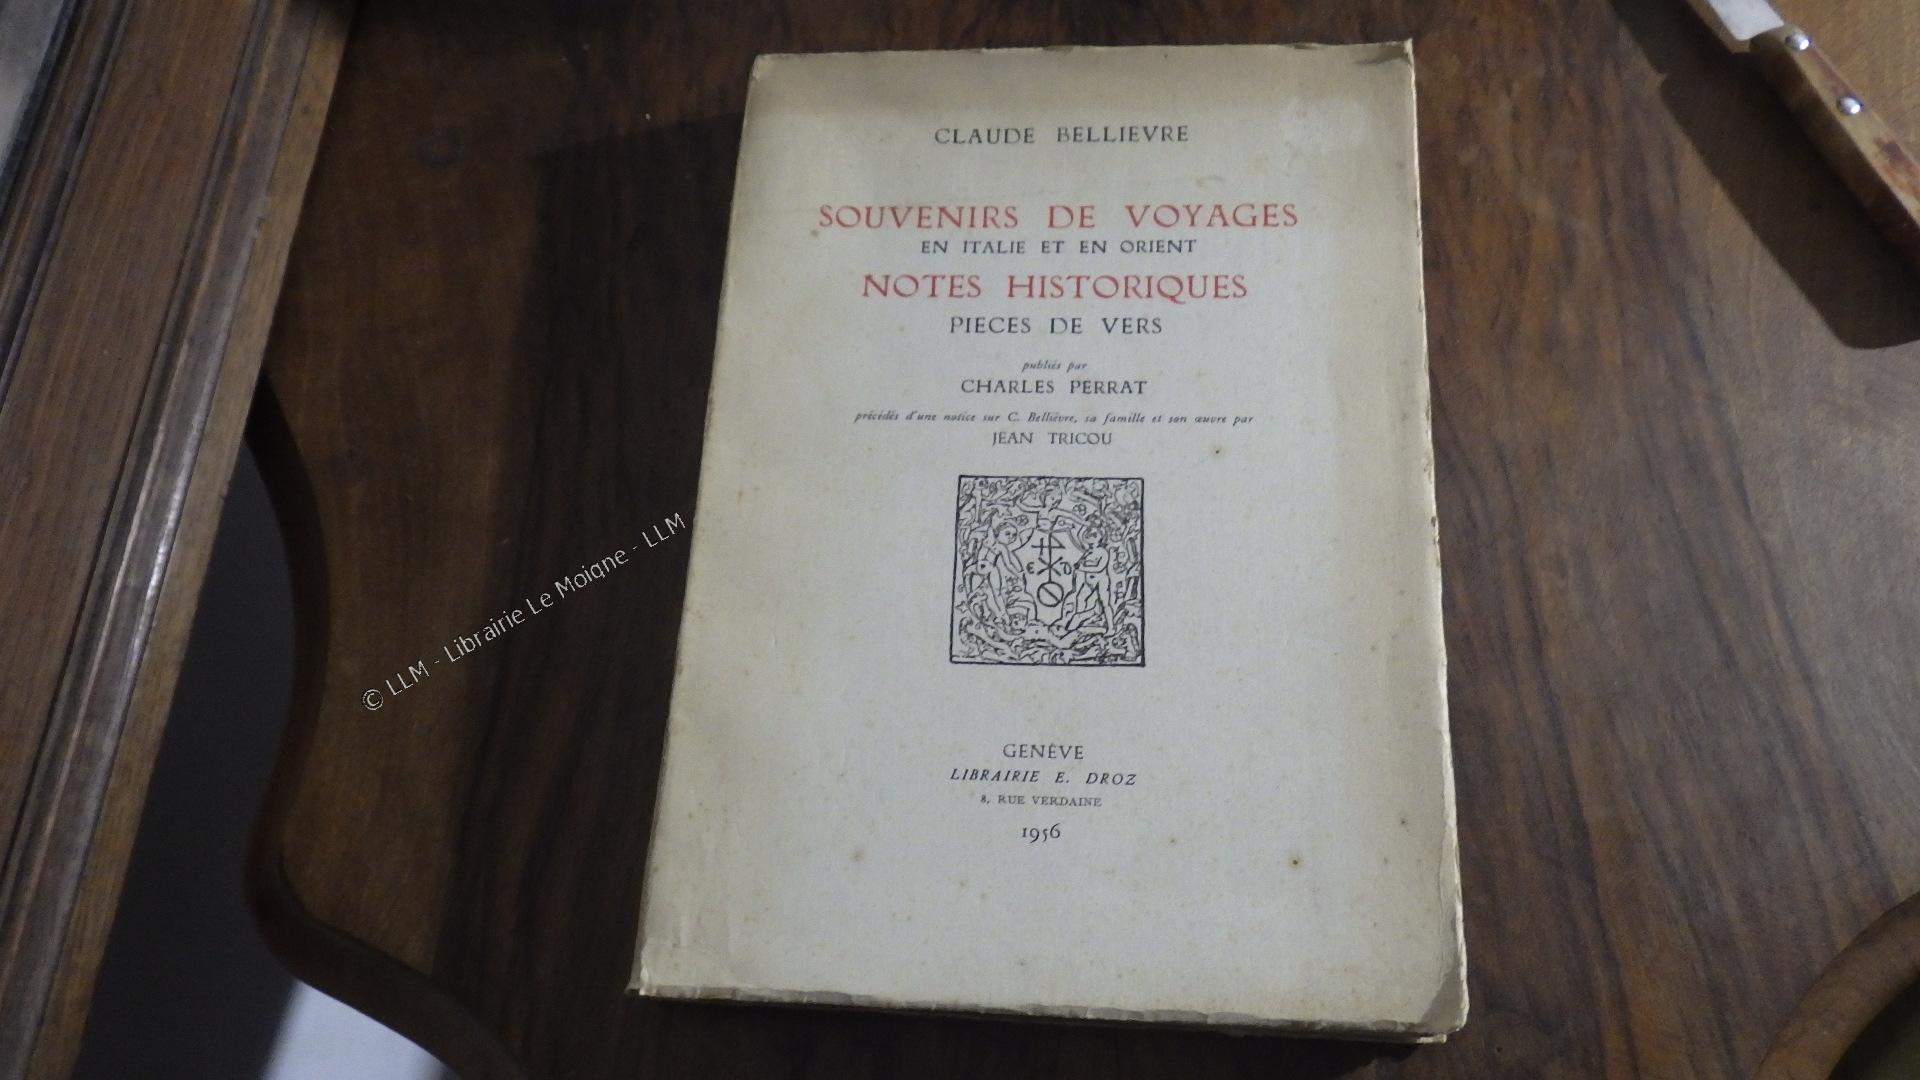 CLAUDE BELLIEVRE
SOUVENIRS DE VOYAGES
EN ITALIE ET EN ORIENT
NOTES HISTORIQUES
PIECES DE VERS
publiés par
CHARLES PERRAT
précédés d'une notice sur C. Bellièvre, sa famille et son œuvre par
JEAN TRICOU
E D
GENÈVE
LIBRAIRIE E. DROZ
8, RUE VERDAINE
1956
© LLM - Librairie Le Moigne - LLM